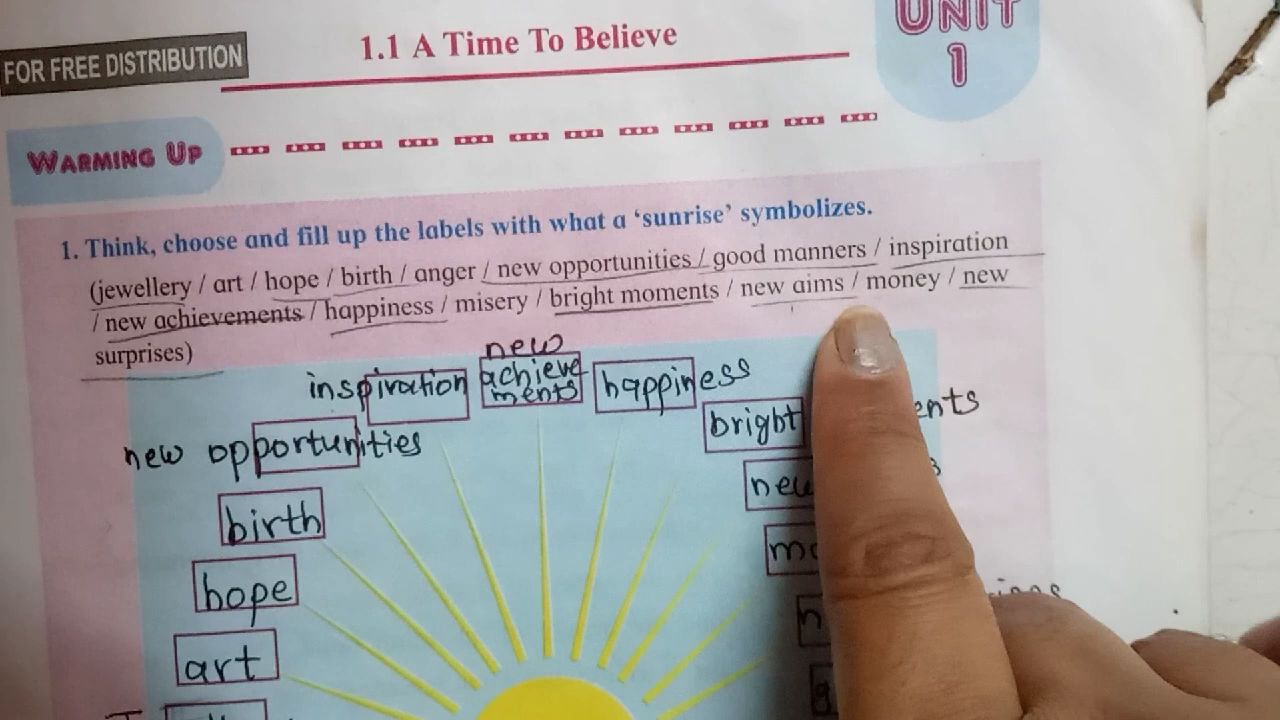 FOR FREE DISTRIBUTION
1.1 A Time To Believe
UNIT
1
WARMING UP
1. Think, choose and fill up the labels with what a ‘sunrise’ symbolizes.
(jewellery / art / hope / birth / anger / new opportunities / good manners / inspiration
/ new achievements / happiness / misery / bright moments / new aims / money / new
surprises)
new
achieve
ments
inspiration
happiness
bright
new opportunities
birth
hope
art